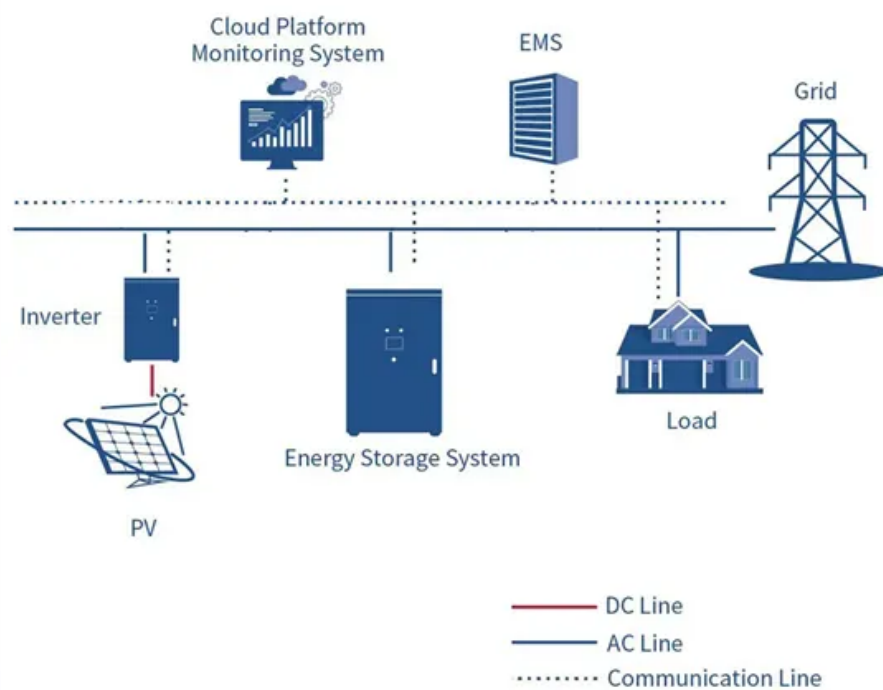 Cloud Platform
Monitoring System
EMS
Grid
Inverter
Load
Energy Storage System
PV
DC Line
AC Line
Communication Line